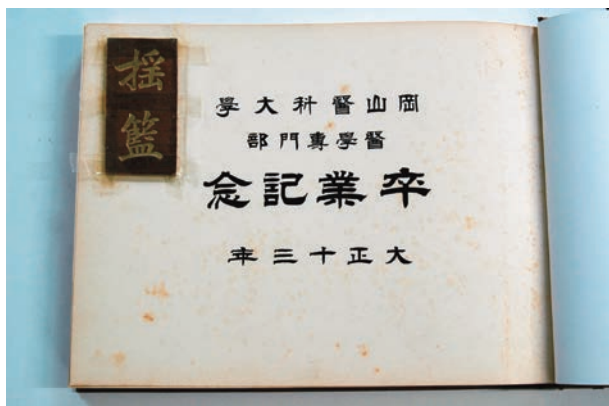 搖籃
岡山醫科大學
醫學專門部
卒業記念
大正十三年